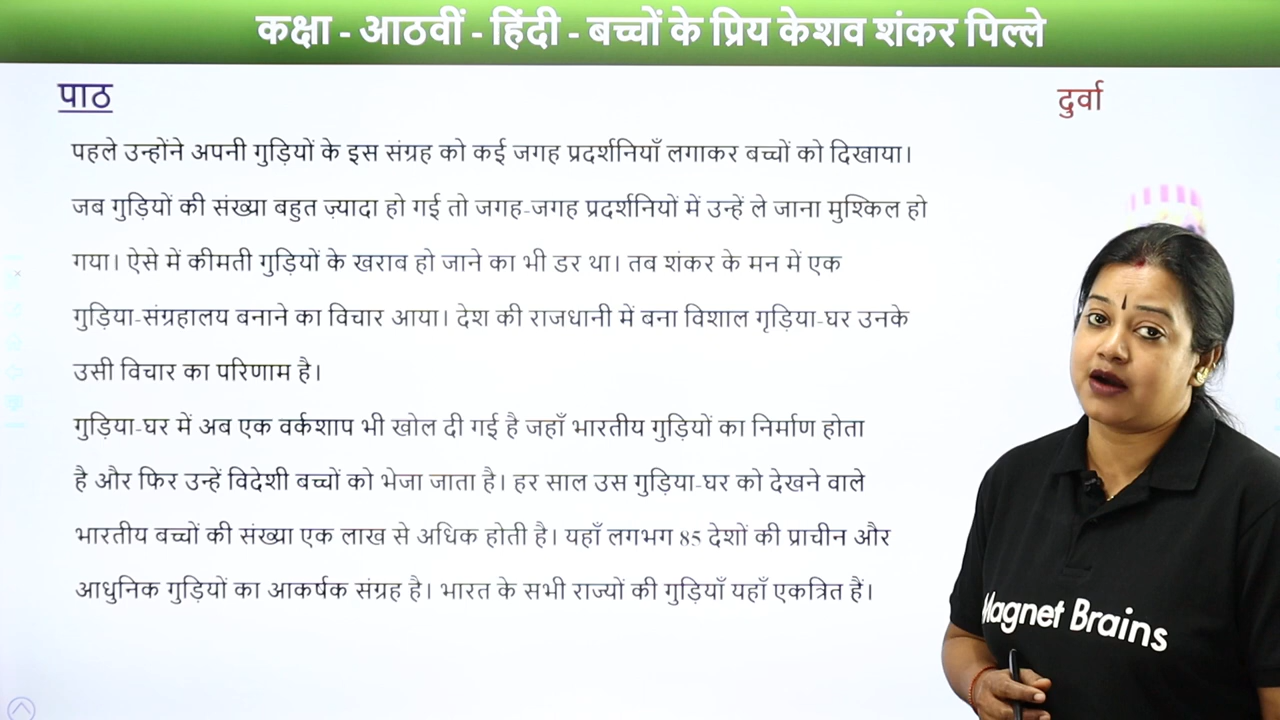 कक्षा - आठवीं - हिंदी - बच्चों के प्रिय केशव शंकर पिल्ले
पाठ
दुर्वा
पहले उन्होंने अपनी गुड़ियों के इस संग्रह को कई जगह प्रदर्शनियाँ लगाकर बच्चों को दिखाया।
जब गुड़ियों की संख्या बहुत ज़्यादा हो गई तो जगह-जगह प्रदर्शनियों में उन्हें ले जाना मुश्किल हो
गया। ऐसे में कीमती गुड़ियों के खराब हो जाने का भी डर था। तब शंकर के मन में एक
गुड़िया-संग्रहालय बनाने का विचार आया। देश की राजधानी में बना विशाल गृड़िया-घर उनके
उसी विचार का परिणाम है।
गुड़िया-घर में अब एक वर्कशाप भी खोल दी गई है जहाँ भारतीय गुड़ियों का निर्माण होता
है और फिर उन्हें विदेशी बच्चों को भेजा जाता है। हर साल उस गुड़िया-घर को देखने वाले
भारतीय बच्चों की संख्या एक लाख से अधिक होती है। यहाँ लगभग 85 देशों की प्राचीन और
आधुनिक गुड़ियों का आकर्षक संग्रह है। भारत के सभी राज्यों की गुड़ियाँ यहाँ एकत्रित हैं।
Magnet Brains